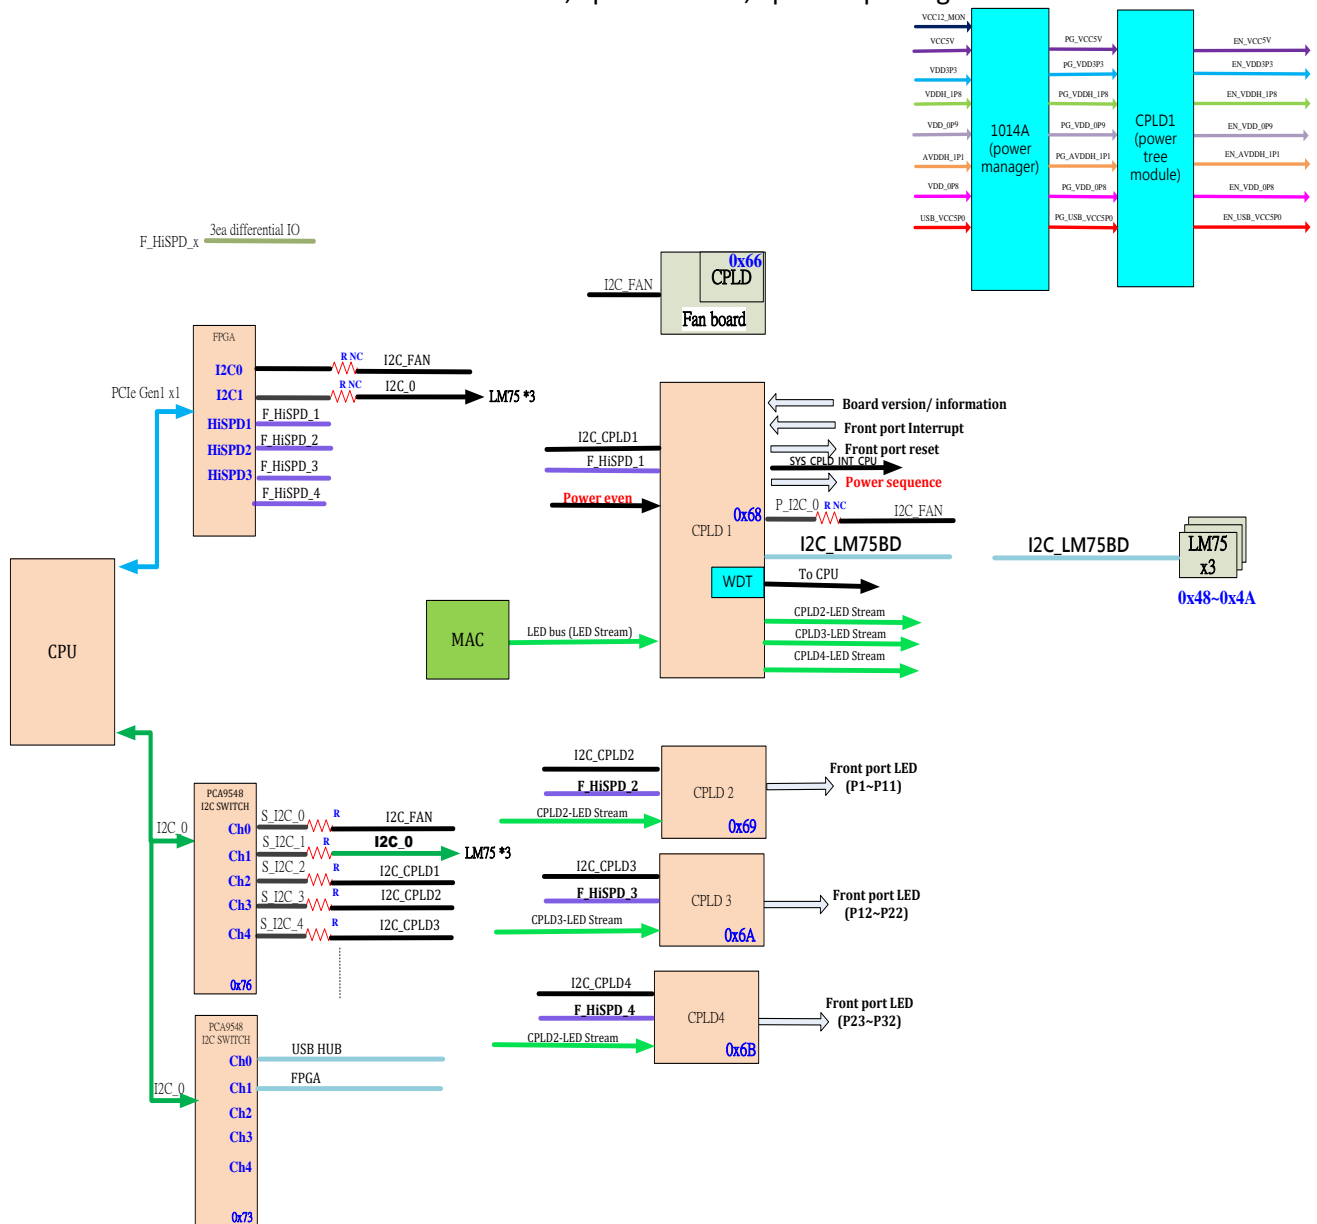 VCC12_MON
VCC5V
VDD3P3
VDDH_1P8
VDD_0P9
AVDDH_1P1
VDD_0P8
USB_VCC5P0
1014A
(power
manager)
PG_VCC5V
pG_VDD3P3
PG_VDDH_1P8
PG_VDD_0P9
PG_AVDDH_1P1
PG_VDD_0P8
PG_USB_VCC5P0
CPLD1
(power
tree
module)
EN_VCC5V
EN_VDD3P3
EN_VDDH_1P8
EN_VDD_0P9
EN_AVDDH_1P1
EN_VDD_0P8
EN_USB_VCC5P0
F_HiSPD_x
3ea differential IO
I2C_FAN
0x66
CPLD
Fan board
FPGA
I2C0
I2C1
HiSPD1
HiSPD2
HiSPD3
PCIe Gen1 x1
R NC
I2C_FAN
R NC
I2C_0
LM75 *3
F_HiSPD_1
F_HiSPD_2
F_HiSPD_3
F_HiSPD_4
I2C_CPLD1
F_HiSPD_1
Power even
CPLD 1
0x68
WDT
Board version/ information
Front port Interrupt
Front port reset
SYS_CPLD_INT_CPU
Power sequence
P_I2C_0
R NC
I2C_FAN
I2C_LM75BD
To CPU
CPLD2-LED Stream
CPLD3-LED Stream
CPLD4-LED Stream
I2C_LM75BD
LM75
x3
0x48~0x4A
MAC
LED bus (LED Stream)
CPU
I2C_0
PCA9548
I2C SWITCH
Ch0
Ch1
Ch2
Ch3
Ch4
0x76
S_I2C_0
R
I2C_FAN
S_I2C_1
R
I2C_0
LM75 *3
S_I2C_2
R
I2C_CPLD1
S_I2C_3
R
I2C_CPLD2
S_I2C_4
R
I2C_CPLD3
I2C_CPLD2
F_HiSPD_2
CPLD2-LED Stream
CPLD 2
0x69
Front port LED
(P1~P11)
I2C_CPLD3
F_HiSPD_3
CPLD3-LED Stream
CPLD 3
0x6A
Front port LED
(P12~P22)
I2C_CPLD4
F_HiSPD_4
CPLD2-LED Stream
CPLD4
0x6B
Front port LED
(P23~P32)
I2C_0
PCA9548
I2C SWITCH
Ch0
Ch1
Ch2
Ch3
Ch4
0x73
USB HUB
FPGA